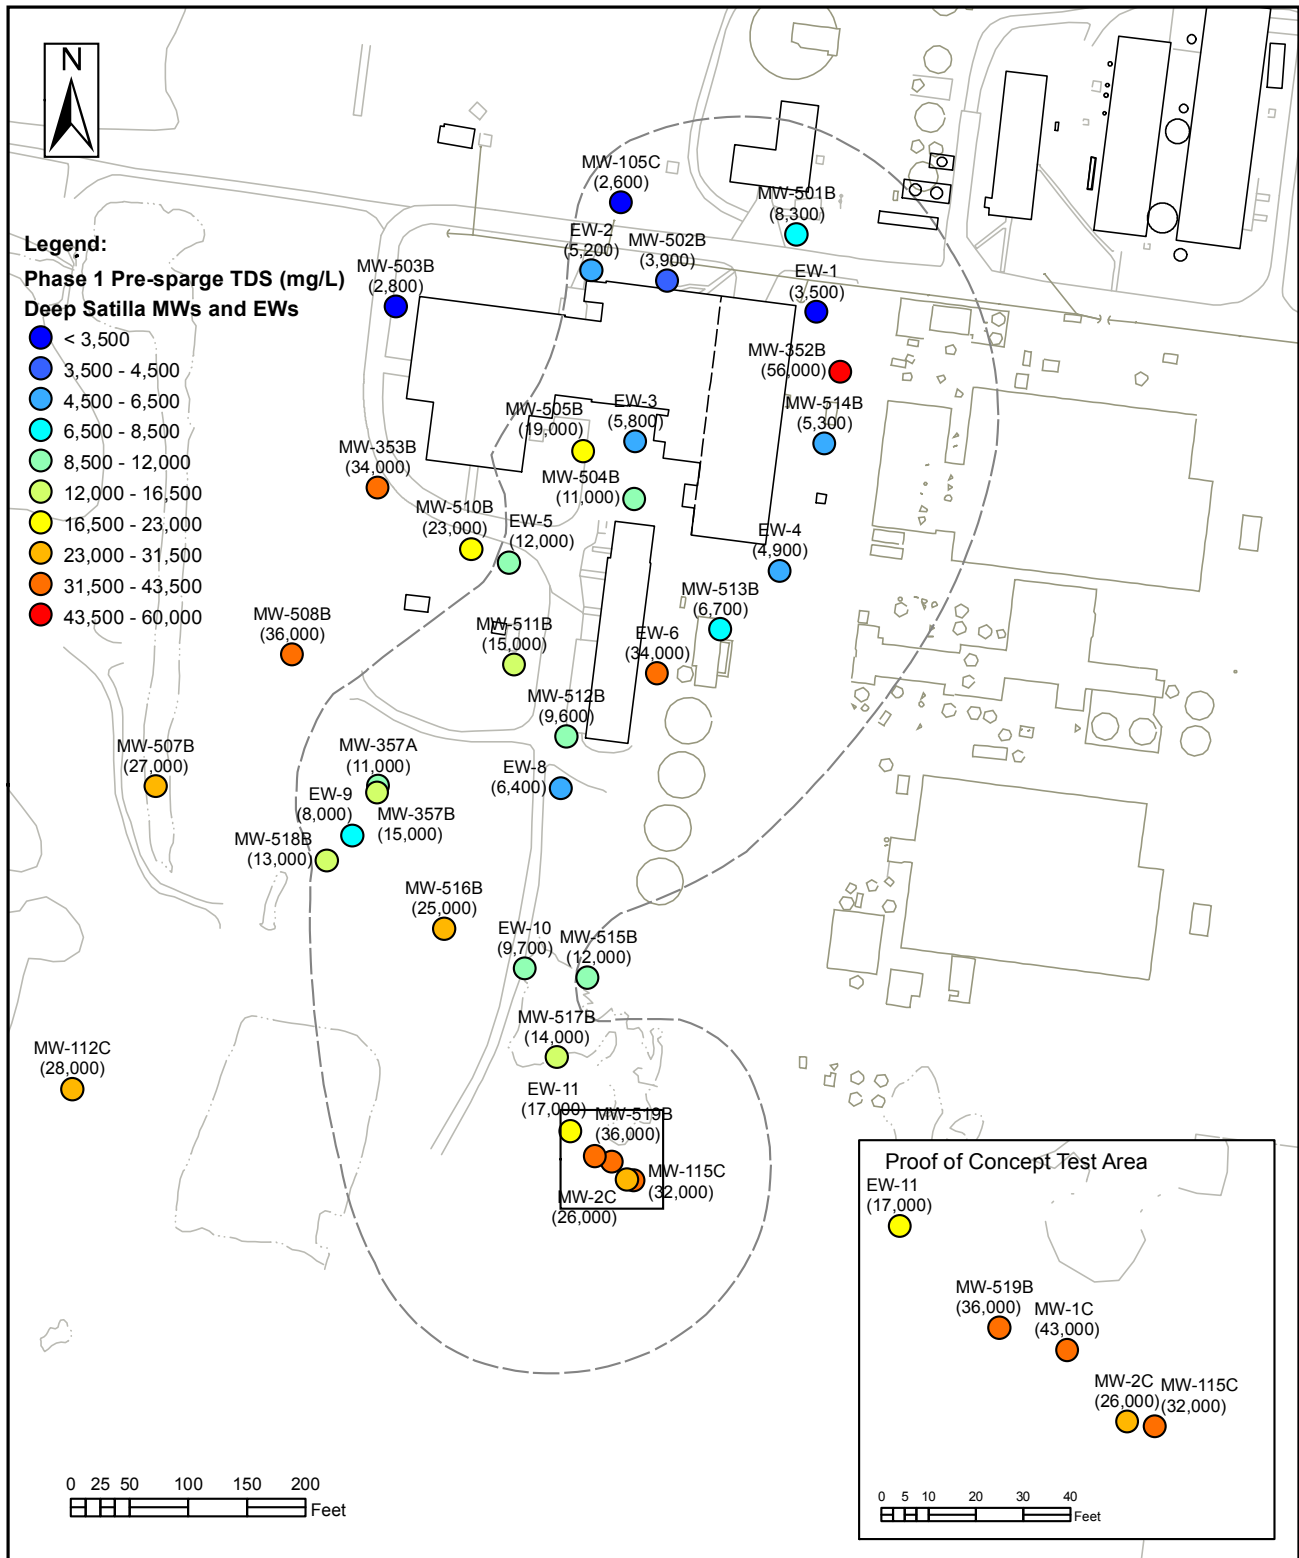 N
Legend:
Phase 1 Pre-sparge TDS (mg/L)
Deep Satilla MWs and EWs
< 3,500
3,500 - 4,500
4,500 - 6,500
6,500 - 8,500
8,500 - 12,000
12,000 - 16,500
16,500 - 23,000
23,000 - 31,500
31,500 - 43,500
43,500 - 60,000
MW-105C
(2,600)
MW-501B
(8,300)
EW-2
(5,200)
MW-502B
(3,900)
MW-503B
(2,800)
EW-1
(3,500)
MW-352B
(56,000)
MW-514B
(5,300)
EW-3
(5,800)
MW-505B
(19,000)
MW-353B
(34,000)
MW-504B
(11,000)
MW-510B
(23,000)
EW-5
(12,000)
EW-4
(4,900)
MW-513B
(6,700)
MW-508B
(36,000)
MW-511B
(15,000)
EW-6
(34,000)
MW-512B
(9,600)
MW-507B
(27,000)
MW-357A
(11,000)
EW-8
(6,400)
EW-9
(8,000)
MW-357B
(15,000)
MW-518B
(13,000)
MW-516B
(25,000)
EW-10
(9,700)
MW-515B
(12,000)
MW-517B
(14,000)
MW-112C
(28,000)
EW-11
(17,000)
MW-519B
(36,000)
MW-115C
(32,000)
MW-2C
(26,000)
Proof of Concept Test Area
EW-11
(17,000)
MW-519B
(36,000)
MW-1C
(43,000)
MW-2C
(26,000)
MW-115C
(32,000)
0 5 10 20 30 40
Feet
0 25 50 100 150 200
Feet